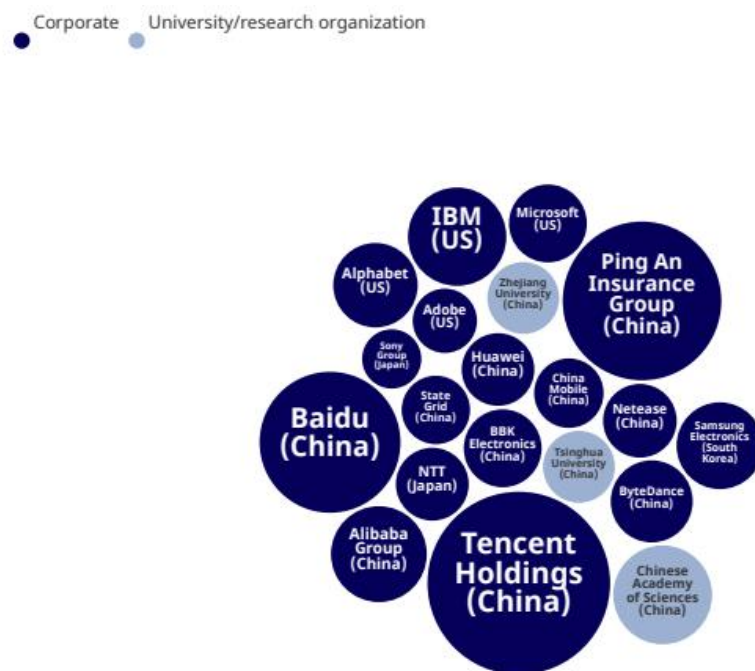 Corporate
University/research organization
IBM
(US)
Microsoft
(US)
Ping An
Insurance
Group
(China)
Alphabet
(US)
Zhejiang
University
(China)
Adobe
(US)
Sony
Group
(Japan)
Huawei
(China)
China
Mobile
(China)
State
Grid
(China)
Netease
(China)
Samsung
Electronics
(South
Korea)
Baidu
(China)
BBK
Electronics
(China)
Tsinghua
University
(China)
NTT
(Japan)
ByteDance
(China)
Alibaba
Group
(China)
Tencent
Holdings
(China)
Chinese
Academy
of Sciences
(China)